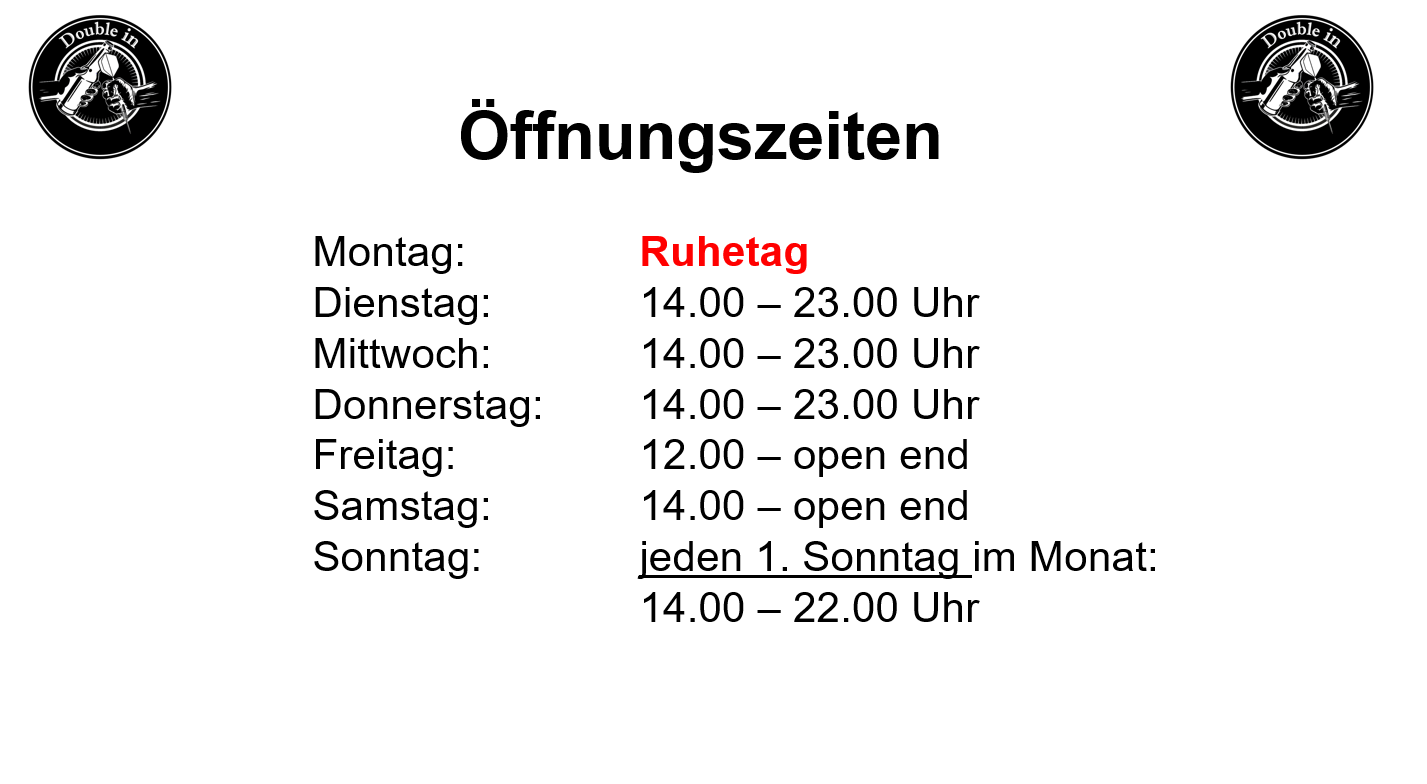 Double in
Double in
Öffnungszeiten
Montag: Ruhetag
Dienstag: 14.00 – 23.00 Uhr
Mittwoch: 14.00 – 23.00 Uhr
Donnerstag: 14.00 – 23.00 Uhr
Freitag: 12.00 – open end
Samstag: 14.00 – open end
Sonntag: jeden 1. Sonntag im Monat:
14.00 – 22.00 Uhr